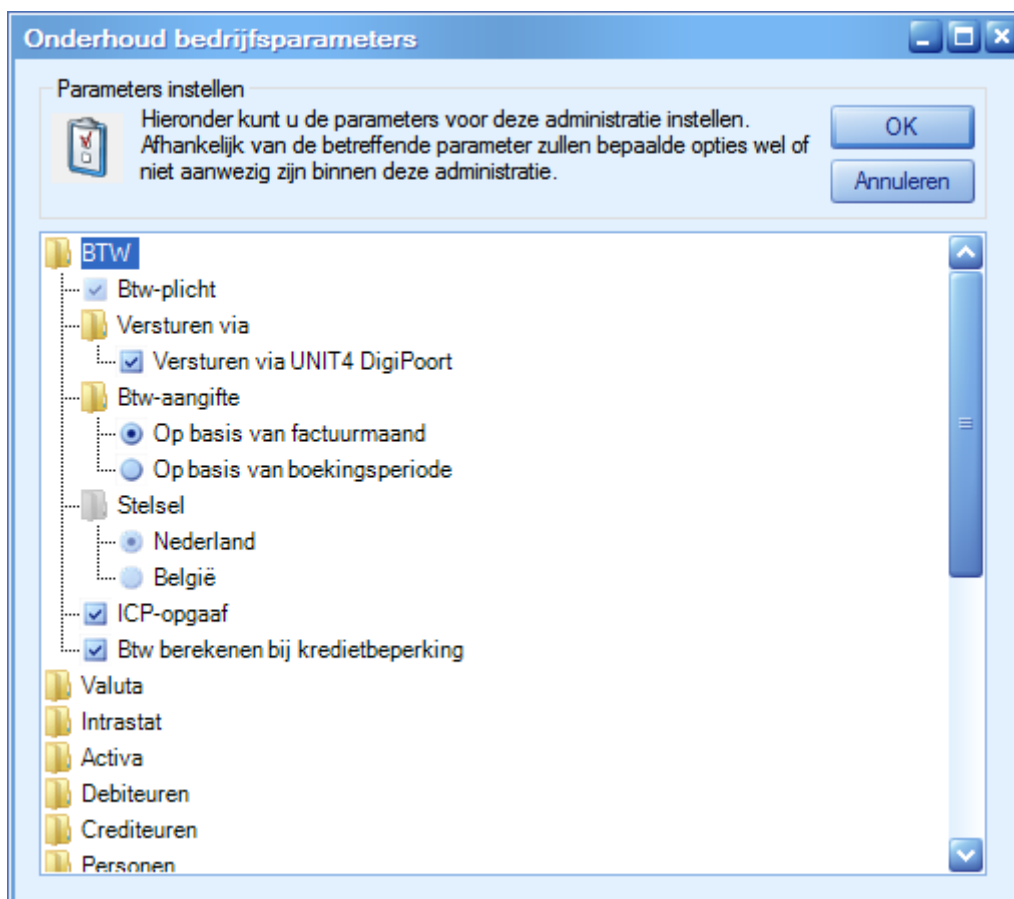 Onderhoud bedrijfsparameters
Parameters instellen
Hieronder kunt u de parameters voor deze administratie instellen.
Afhankelijk van de betreffende parameter zullen bepaalde opties wel of
niet aanwezig zijn binnen deze administratie.
OK
Annuleren
BTW
Btw-plicht
Versturen via
Versturen via UNIT4 DigiPoort
Btw-aangifte
Op basis van factuurmaand
Op basis van boekingsperiode
Stelsel
Nederland
België
ICP-opgaaf
Btw berekenen bij kredietbeperking
Valuta
Intrastat
Activa
Debiteuren
Crediteuren
Personen